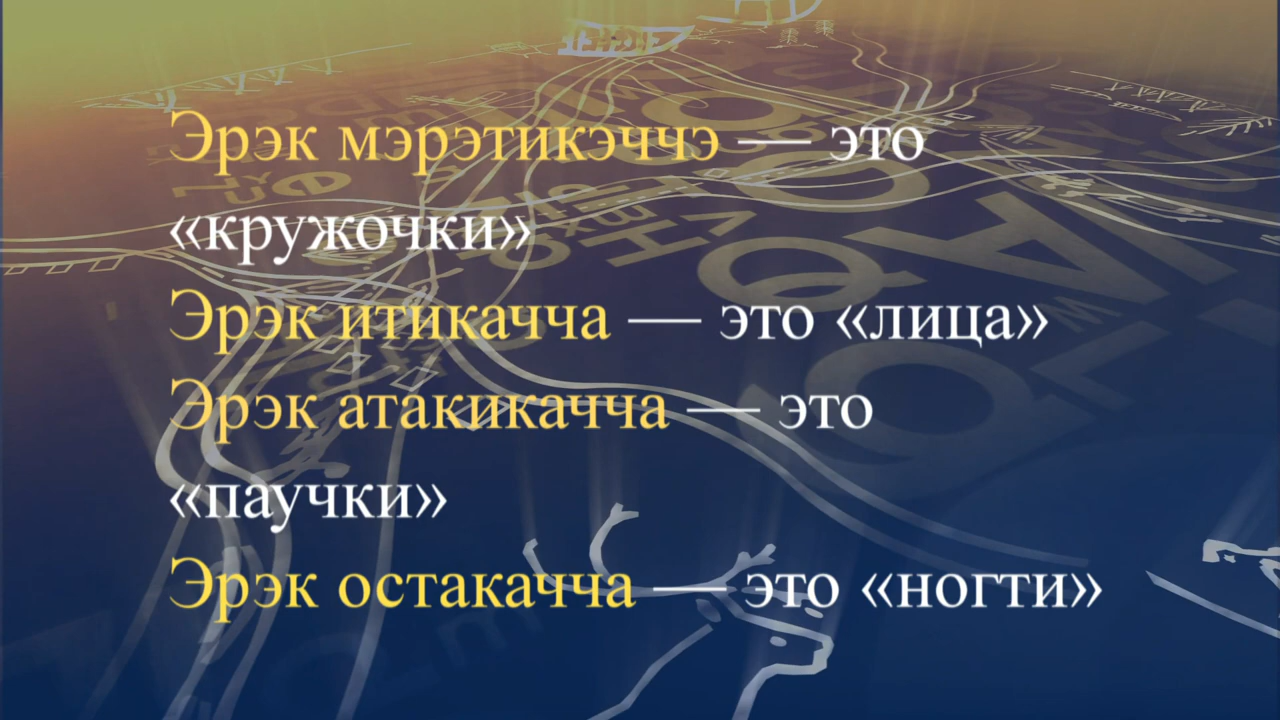 Эрэк мэрэтикэччэ — это
«кружочки»
Эрэк итикачча — это «лица»
Эрэк атакикачча — это
«паучки»
Эрэк остакачча — это «ногти»